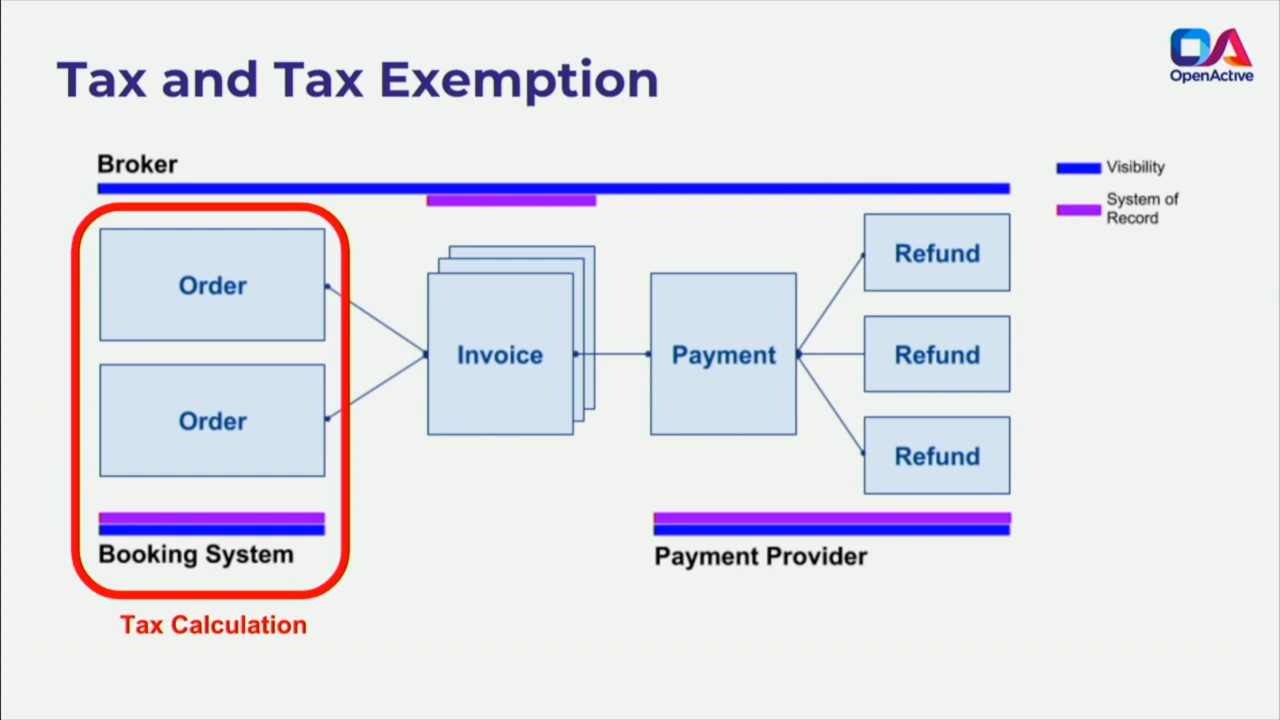 Tax and Tax Exemption
OA
OpenActive
Broker
Visibility
System of
Record
Order
Order
Invoice
Payment
Refund
Refund
Refund
Booking System
Payment Provider
Tax Calculation